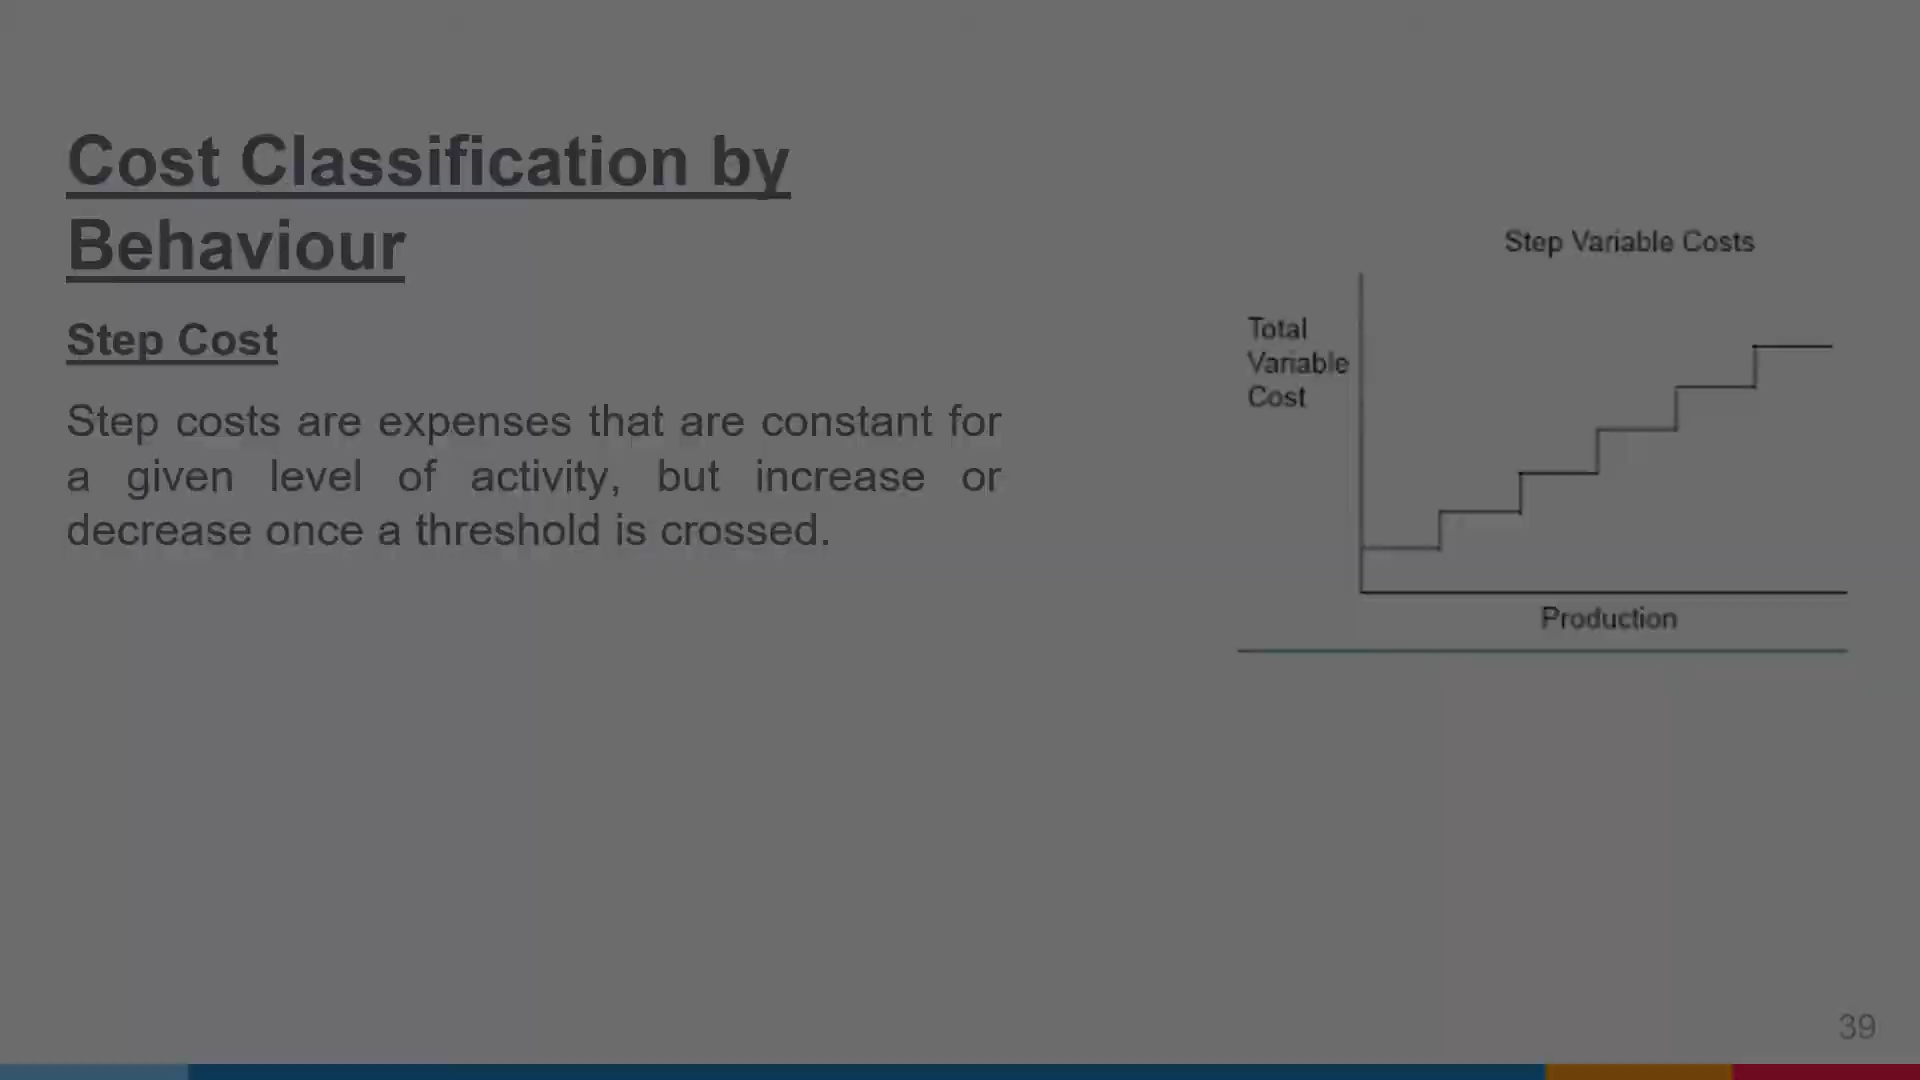 Cost Classification by
Behaviour
Step Cost
Step costs are expenses that are constant for
a given level of activity, but increase or
decrease once a threshold is crossed.
Step Variable Costs
Total
Variable
Cost
Production
39